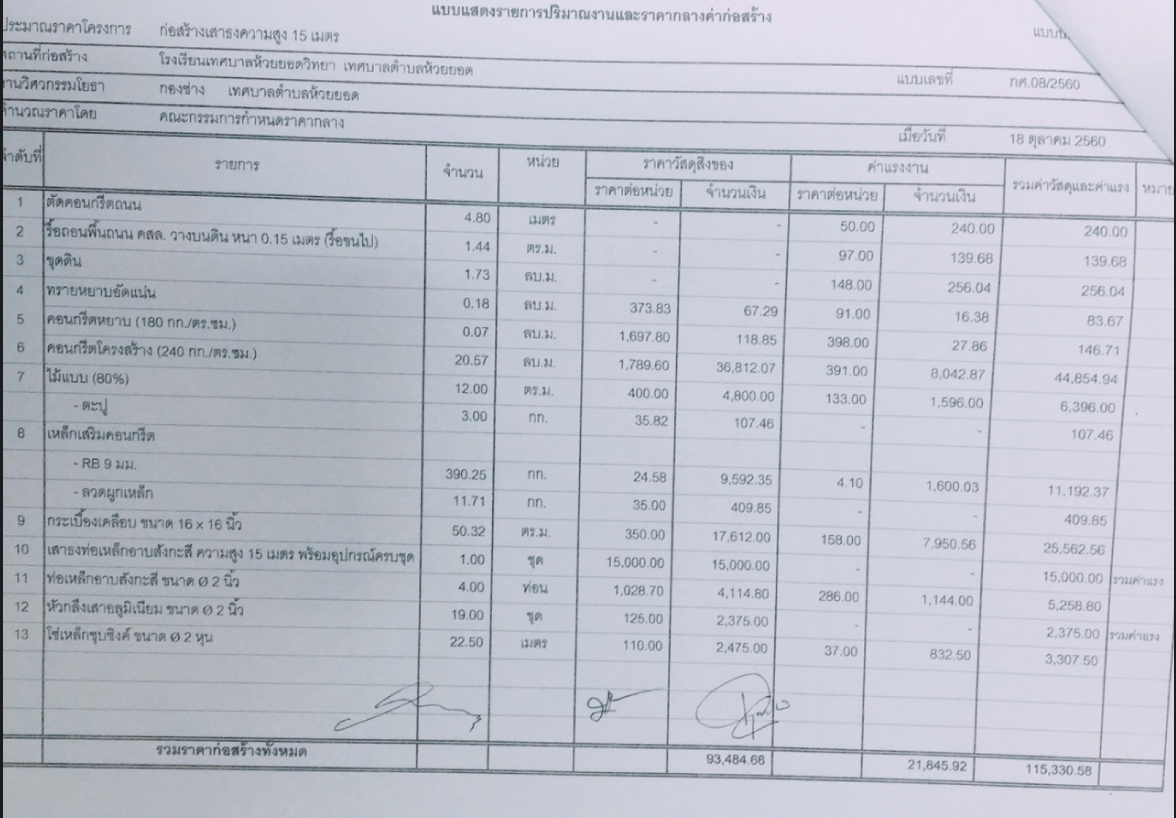 แบบแสดงรายการปริมาณงานและราคากลางค่าก่อสร้าง
ประมาณราคาโครงการ ก่อสร้างเสาธงความสูง 15 เมตร
สถานที่ก่อสร้าง โรงเรียนเทศบาลห้วยยอดวิทยา เทศบาลตำบลห้วยยอด แบบเลขที่ กศ.08/2560
งานวิศวกรรมโยธา กองช่าง เทศบาลตำบลห้วยยอด
คำนวณราคาโดย คณะกรรมการกำหนดราคากลาง เมื่อวันที่ 18 ตุลาคม 2560
ลำดับที่ รายการ จำนวน หน่วย ราคาวัสดุสิ่งของ ค่าแรงงาน รวมค่าวัสดุและค่าแรง หมาย
ราคาต่อหน่วย จำนวนเงิน ราคาต่อหน่วย จำนวนเงิน
1 ตัดคอนกรีตถนน 4.80 เมตร - - 50.00 240.00 240.00
2 รื้อถอนพื้นถนน คสล. วางบนดิน หนา 0.15 เมตร (รื้อขนไป) 1.44 ตร.ม. - - 97.00 139.68 139.68
3 ขุดดิน 1.73 ลบ.ม. - - 148.00 256.04 256.04
4 ทรายหยาบอัดแน่น 0.18 ลบ.ม. 373.83 67.29 91.00 16.38 83.67
5 คอนกรีตหยาบ (180 กก./ตร.ซม.) 0.07 ลบ.ม. 1,697.80 118.85 398.00 27.86 146.71
6 คอนกรีตโครงสร้าง (240 กก./ตร.ซม.) 20.57 ลบ.ม. 1,789.60 36,812.07 391.00 8,042.87 44,854.94
7 ไม้แบบ (80%) 12.00 ตร.ม. 400.00 4,800.00 133.00 1,596.00 6,396.00
- ตะปู 3.00 กก. 35.82 107.46 - - 107.46
8 เหล็กเสริมคอนกรีต
- RB 9 มม. 390.25 กก. 24.58 9,592.35 4.10 1,600.03 11,192.37
- ลวดผูกเหล็ก 11.71 กก. 35.00 409.85 - - 409.85
9 กระเบื้องเคลือบ ขนาด 16 x 16 นิ้ว 50.32 ตร.ม. 350.00 17,612.00 158.00 7,950.56 25,562.56
10 เสาธงท่อเหล็กอาบสังกะสี ความสูง 15 เมตร พร้อมอุปกรณ์ครบชุด 1.00 ชุด 15,000.00 15,000.00 - - 15,000.00 รวมค่าแรง
11 ท่อเหล็กอาบสังกะสี ขนาด Ø 2 นิ้ว 4.00 ท่อน 1,028.70 4,114.80 286.00 1,144.00 5,258.80
12 หัวกลึงเสาอลูมิเนียม ขนาด Ø 2 นิ้ว 19.00 ชุด 125.00 2,375.00 - - 2,375.00 รวมค่าแรง
13 โซ่เหล็กชุบซิงค์ ขนาด Ø 2 หุน 22.50 เมตร 110.00 2,475.00 37.00 832.50 3,307.50
รวมราคาก่อสร้างทั้งหมด 93,484.66 21,845.92 115,330.58